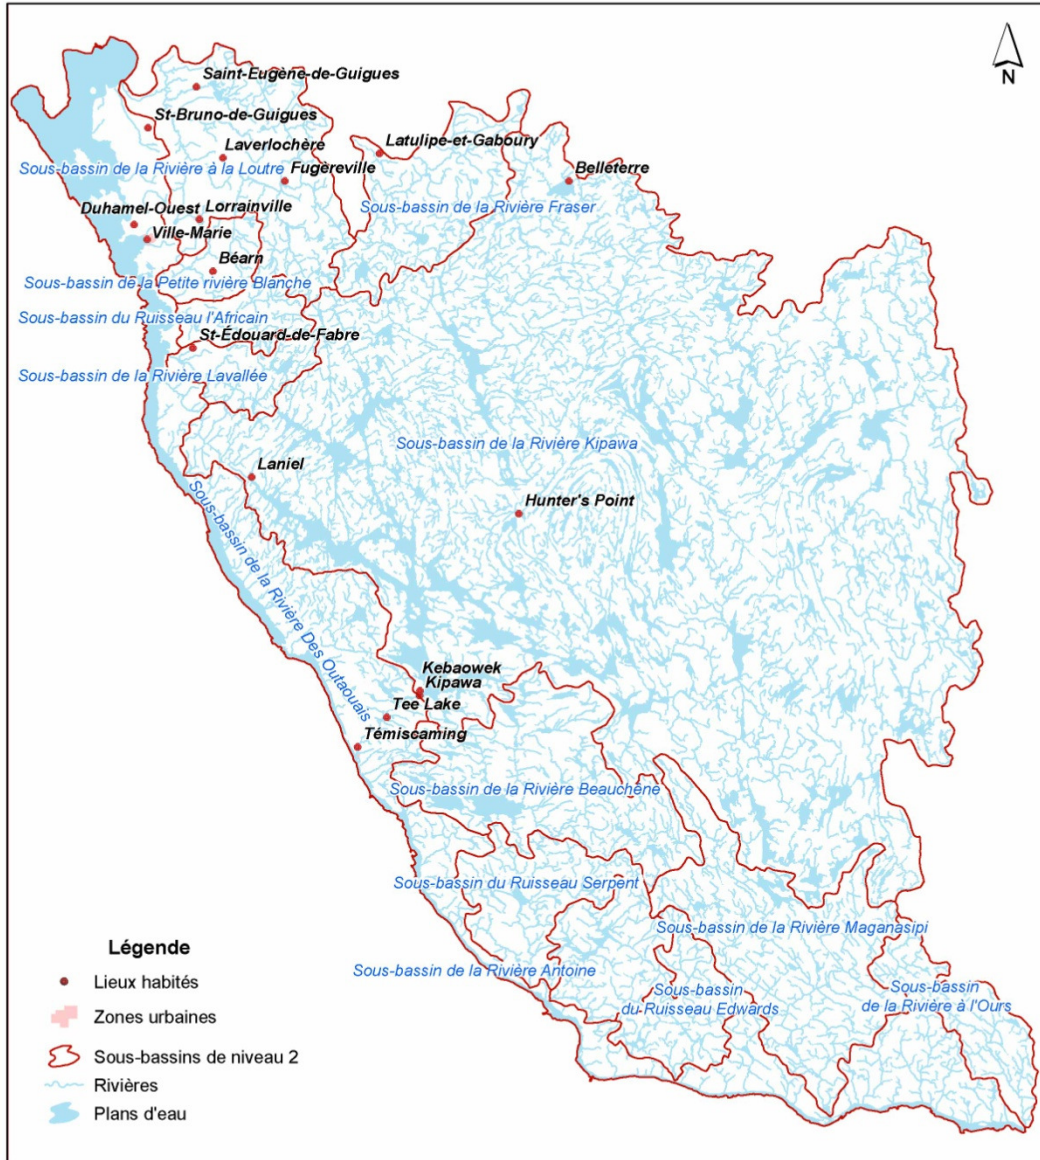 N
Saint-Eugène-de-Guigues
St-Bruno-de-Guigues
Latulipe-et-Gaboury
Laverlochère
Sous-bassin de la Rivière à la Loutre
Fugèreville
Belleterre
Duhamel-Ouest
Lorrainville
Sous-bassin de la Rivière Fraser
Ville-Marie
Béarn
Sous-bassin de la Petite rivière Blanche
Sous-bassin du Ruisseau l'Africain
St-Édouard-de-Fabre
Sous-bassin de la Rivière Lavallée
Sous-bassin de la Rivière Kipawa
Laniel
Hunter's Point
Sous-bassin de la Rivière Des Outaouais
Kebaowek
Kipawa
Tee Lake
Témiscaming
Sous-bassin de la Rivière Beauchêne
Sous-bassin du Ruisseau Serpent
Sous-bassin de la Rivière Maganasipi
Sous-bassin de la Rivière Antoine
Sous-bassin
du Ruisseau Edwards
Sous-bassin
de la Rivière à l'Ours
Légende
Lieux habités
Zones urbaines
Sous-bassins de niveau 2
Rivières
Plans d'eau